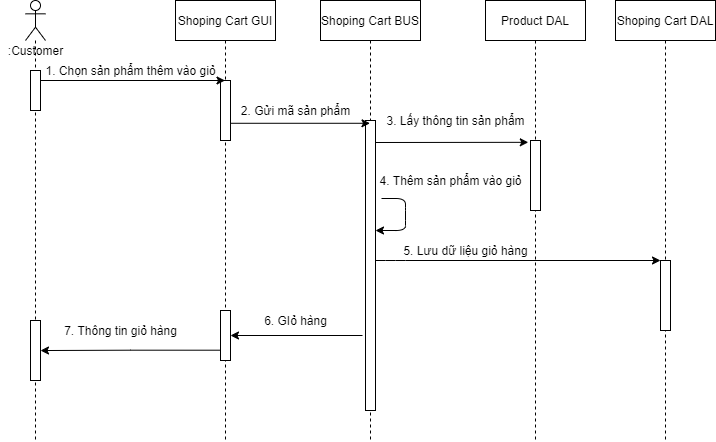 Shoping Cart GUI
Shoping Cart BUS
Product DAL
Shoping Cart DAL
:Customer
1. Chọn sản phẩm thêm vào giỏ
2. Gửi mã sản phẩm
3. Lấy thông tin sản phẩm
4. Thêm sản phẩm vào giỏ
5. Lưu dữ liệu giỏ hàng
6. GIỏ hàng
7. Thông tin giỏ hàng